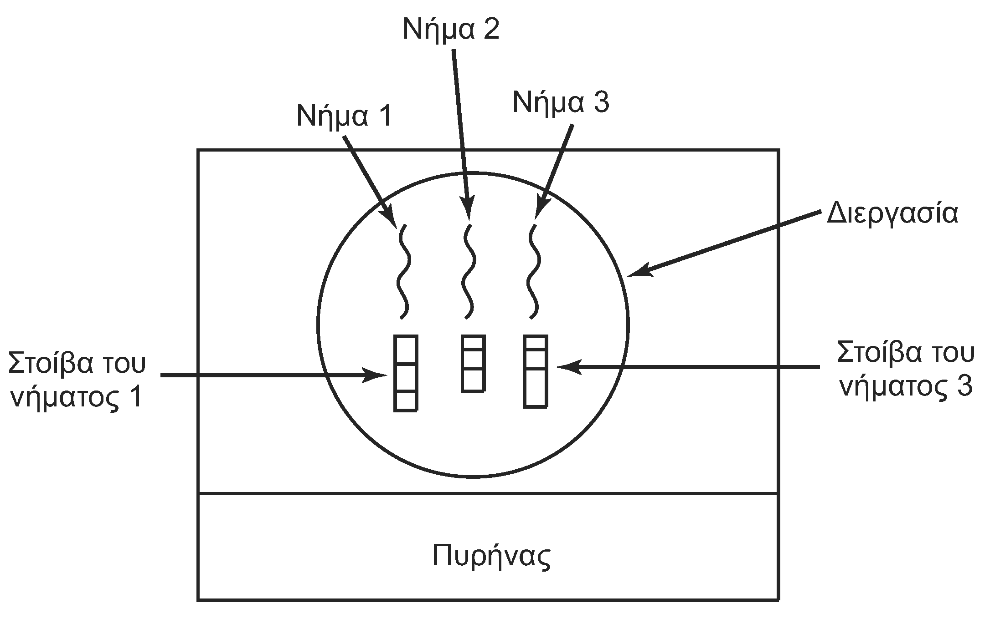 Νήμα 2
Νήμα 1
Νήμα 3
Διεργασία
Στοίβα του
νήματος 1
Στοίβα του
νήματος 3
Πυρήνας